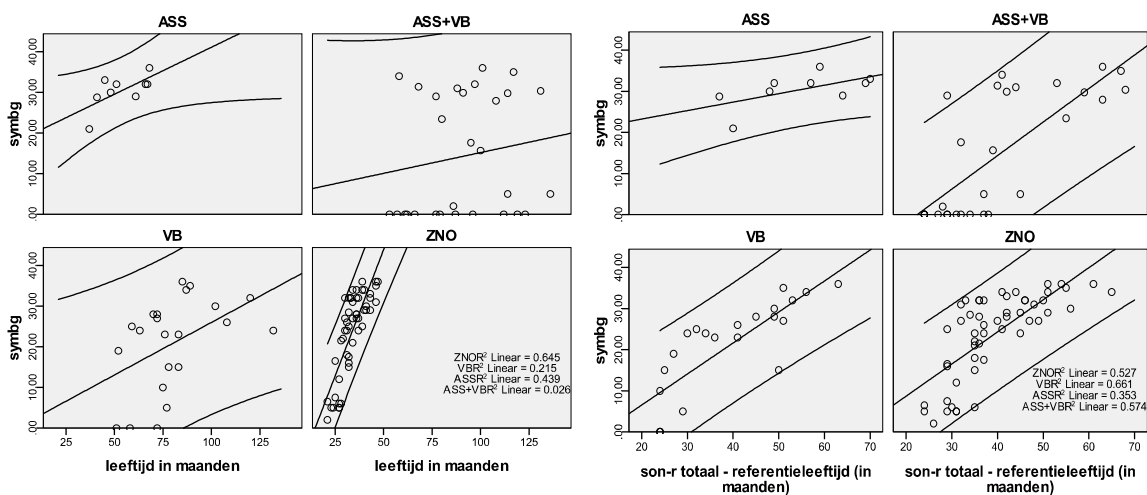 ASS
ASS+VB
symbg
40,00
30,00
20,00
10,00
,00
VB
ZNO
symbg
40,00
30,00
20,00
10,00
,00
ZNOR² Linear = 0.645
VBR² Linear = 0.215
ASSR² Linear = 0.439
ASS+VBR² Linear = 0.026
25 50 75 100 125
25 50 75 100 125
leeftijd in maanden
leeftijd in maanden
ASS
ASS+VB
symbg
40,00
30,00
20,00
10,00
,00
VB
ZNO
symbg
40,00
30,00
20,00
10,00
,00
ZNOR² Linear = 0.527
VBR² Linear = 0.661
ASSR² Linear = 0.353
ASS+VBR² Linear = 0.574
20 30 40 50 60 70
20 30 40 50 60 70
son-r totaal - referentieleeftijd (in
maanden)
son-r totaal - referentieleeftijd (in
maanden)